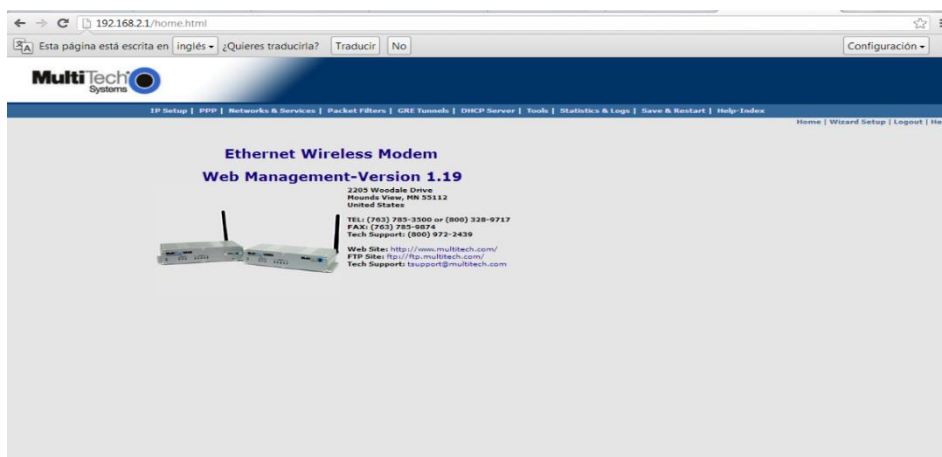 192.168.2.1/home.html
Esta página está escrita en inglés ¿Quieres traducirla? Traducir No Configuración
MultiTech
Systems
IP Setup | PPP | Networks & Services | Packet Filters | GRE Tunnels | DHCP Server | Tools | Statistics & Logs | Save & Restart | Help-Index
Home | Wizard Setup | Logout | He
Ethernet Wireless Modem
Web Management-Version 1.19
2205 Woodale Drive
Mounds View, MN 55112
United States
TEL: (763) 785-3500 or (800) 328-9717
FAX: (763) 785-9874
Tech Support: (800) 972-2439
Web Site: http://www.multitech.com/
FTP Site: ftp://ftp.multitech.com/
Tech Support: tsupport@multitech.com